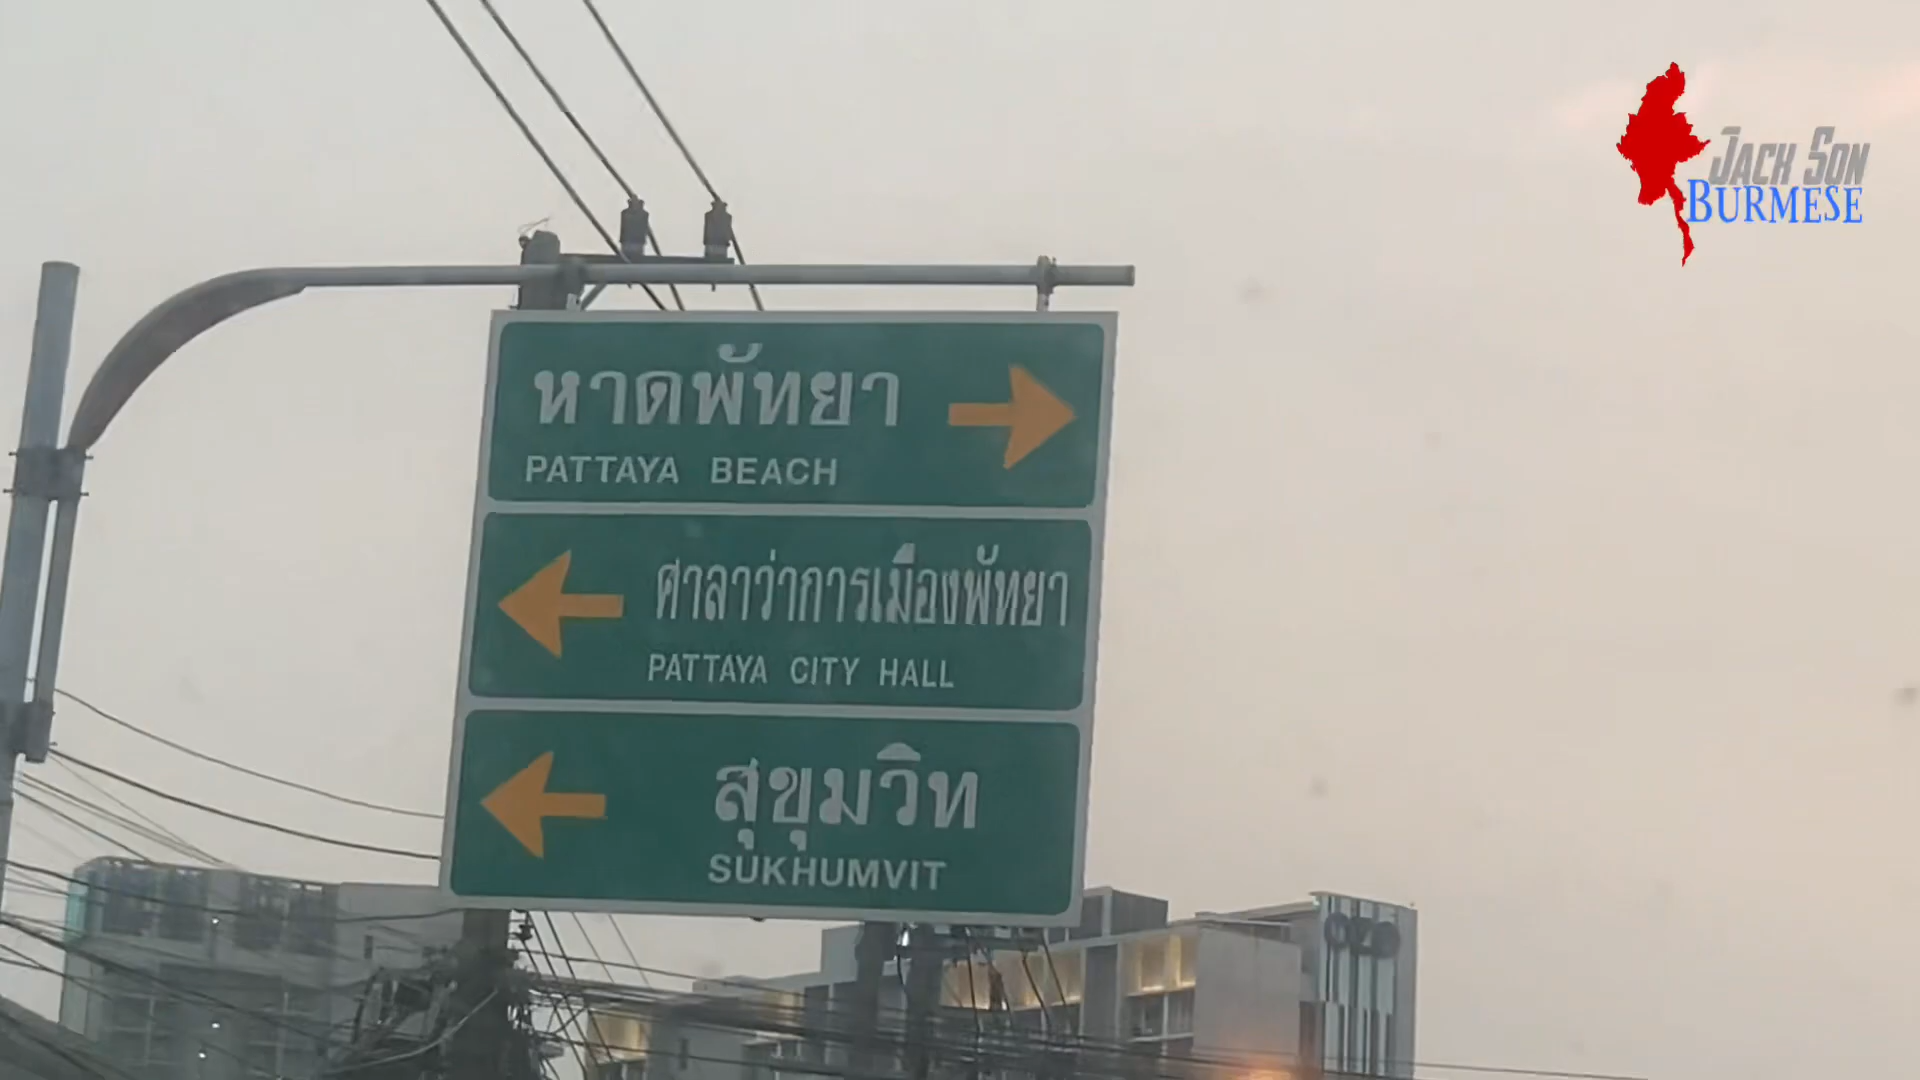 JACK SON
BURMESE
หาดพัทยา
PATTAYA BEACH
ศาลาว่าการเมืองพัทยา
PATTAYA CITY HALL
สุขุมวิท
SUKHUMVIT
OZO